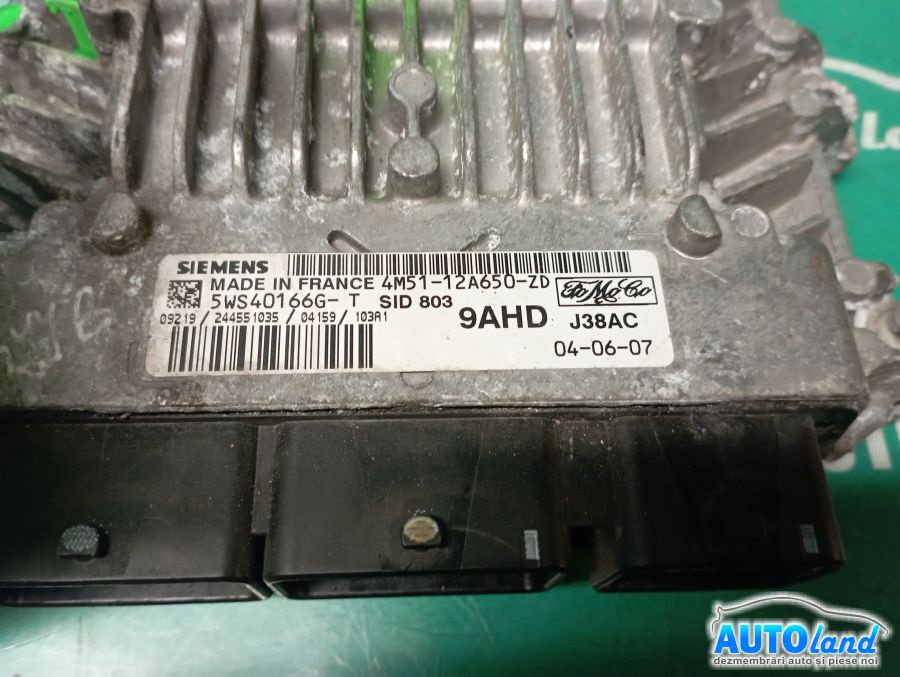 SIEMENS
MADE IN FRANCE 4M51-12A650-ZD
5WS40166G- T SID 803
FoMoCo
09219 / 244551035 / 04159 / 103A1
9AHD J38AC
04-06-07
AUTOland
dezmembrări auto și piese noi